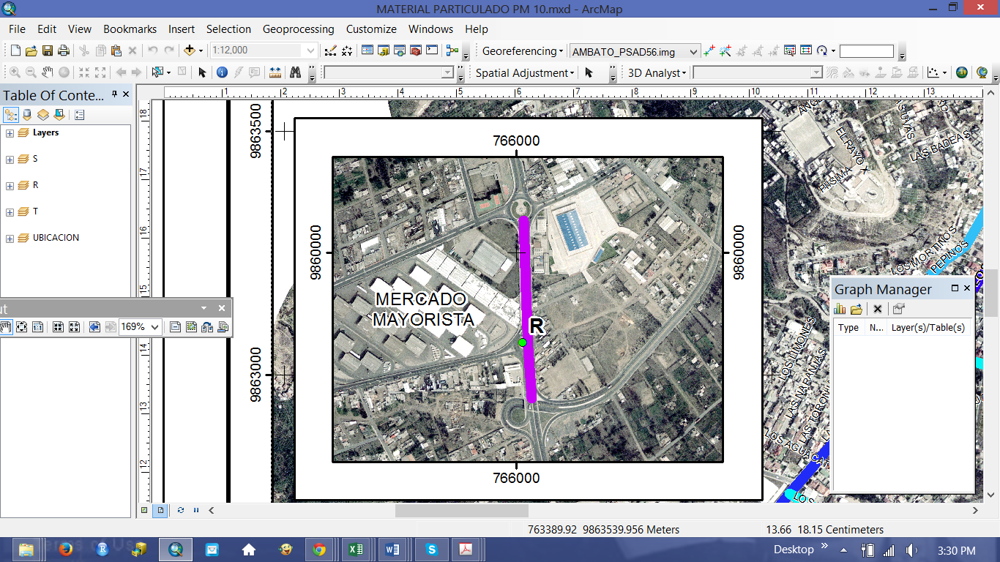 MATERIAL PARTICULADO PM 10.mxd - ArcMap
File Edit View Bookmarks Insert Selection Geoprocessing Customize Windows Help
1:12,000 Georeferencing AMBATO_PSAD56.img
Spatial Adjustment 3D Analyst
Table Of Conte...
Layers
S
R
T
UBICACION
ut
169%
1 2 3 4 5 6 7 8 9 10 11 12 13
18
17
16
15
14
13
12
9863500
9863000
766000
9860000
9860000
MERCADO
MAYORISTA
R
766000
EL RAYO X
PIISIMA
SUVAS
LAS BADEAS
LOS MORTIÑOS
PEPINOS
LOS LIMONES
LAS NARANJAS
LAS TORONJ
LOS AGUACAT
LOS
Graph Manager
Type N... Layer(s)/Table(s)
763389.92 9863539.956 Meters 13.66 18.15 Centimeters
Desktop 3:30 PM